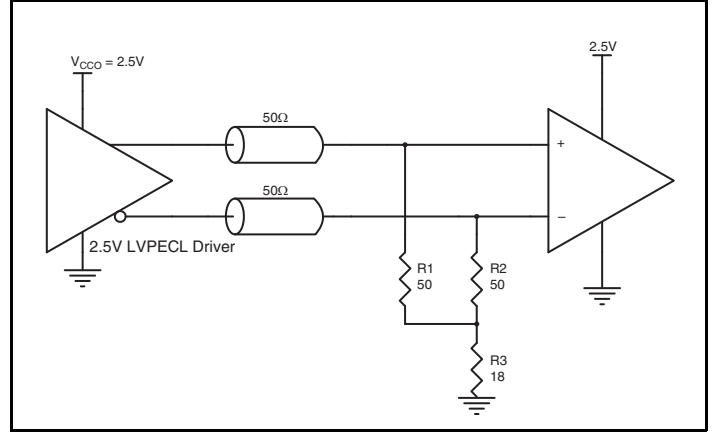 V_CCO = 2.5V
2.5V
50Ω
+
50Ω
–
2.5V LVPECL Driver
R1
50
R2
50
R3
18